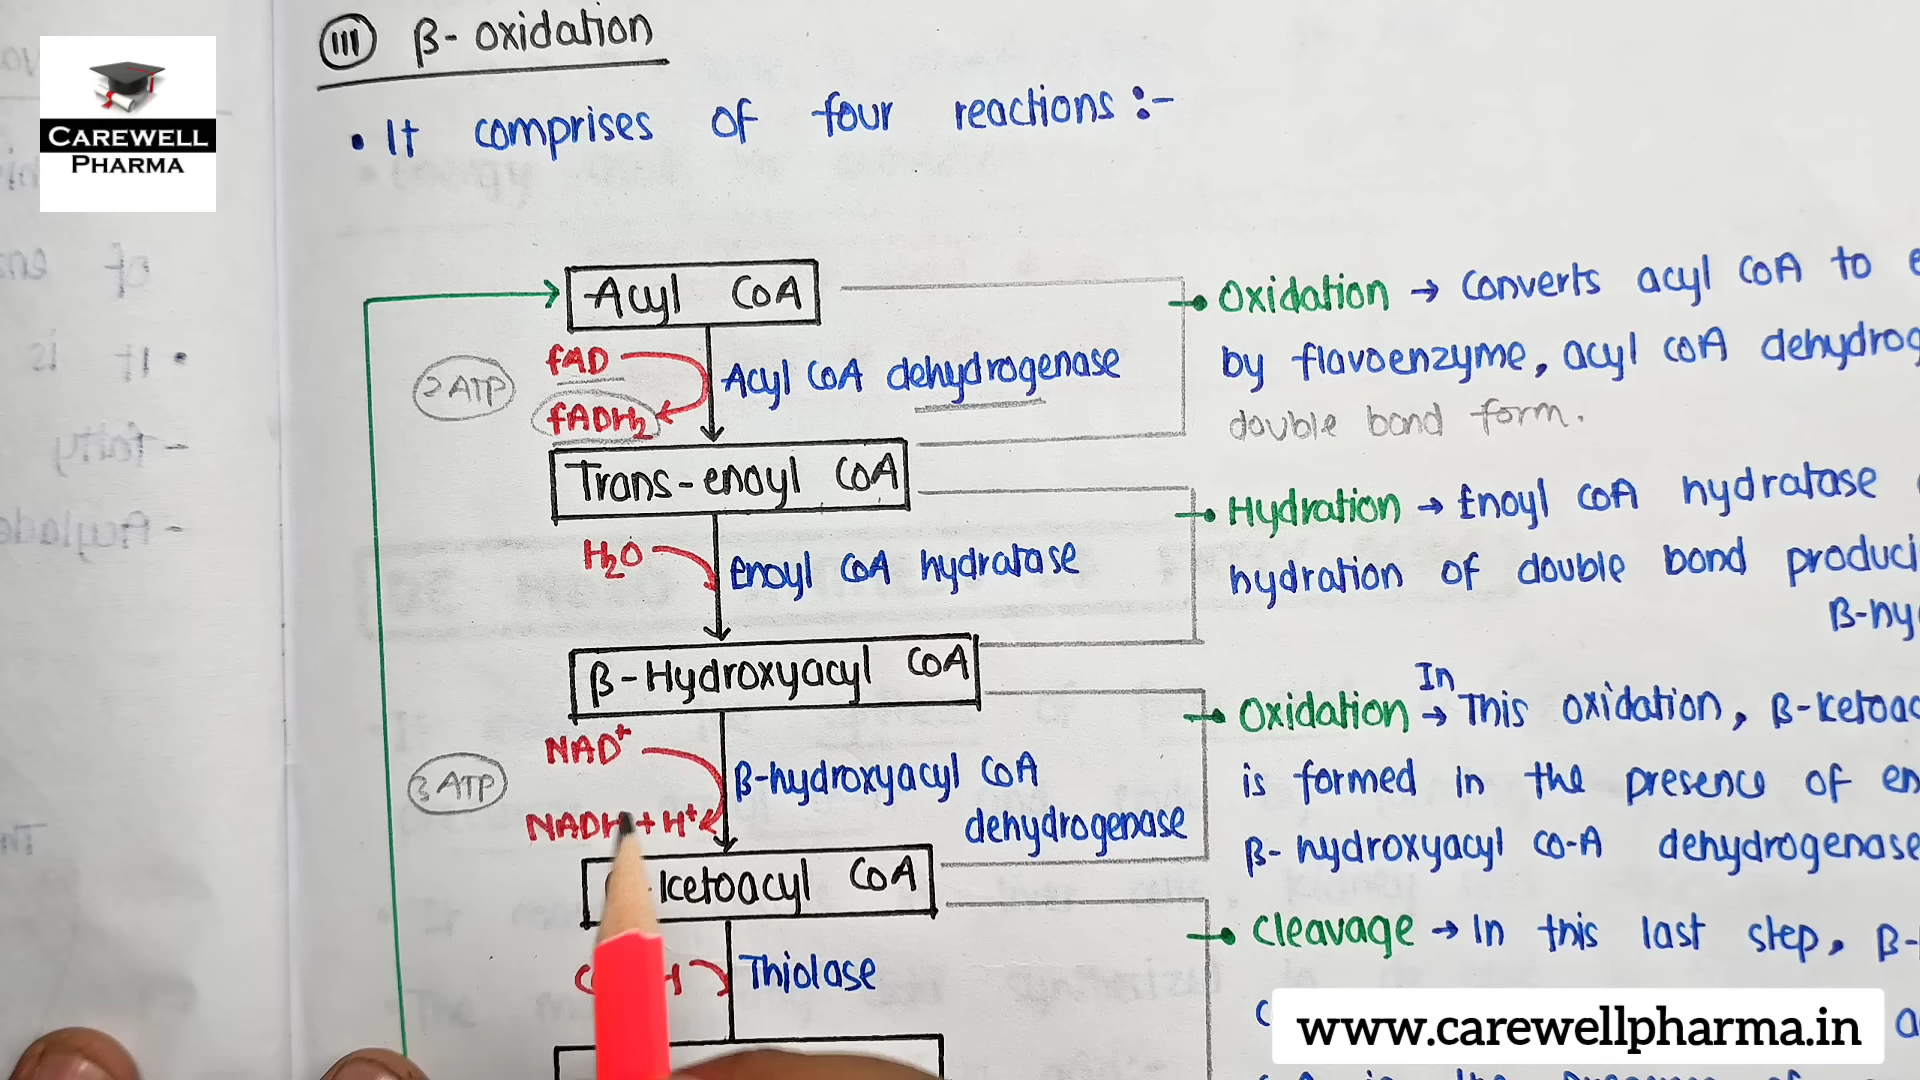 III β- oxidation
CAREWELL
PHARMA
• It comprises of four reactions :-
Acyl CoA
FAD
2 ATP
Acyl CoA dehydrogenase
FADH2
Trans-enoyl CoA
H2O
Enoyl CoA hydratase
β-Hydroxyacyl CoA
NAD+
3 ATP
β-hydroxyacyl CoA
dehydrogenase
NADH + H+
ketoacyl CoA
Thiolase
Oxidation → Converts acyl CoA to
by flavoenzyme, acyl CoA dehydrog
double bond form.
Hydration → Enoyl CoA hydratase
hydration of double bond produci
β-hy
In
Oxidation → This oxidation, β-ketoac
is formed in the presence of en
β- hydroxyacyl Co-A dehydrogenase
Cleavage → In this last step, β-
www.carewellpharma.in